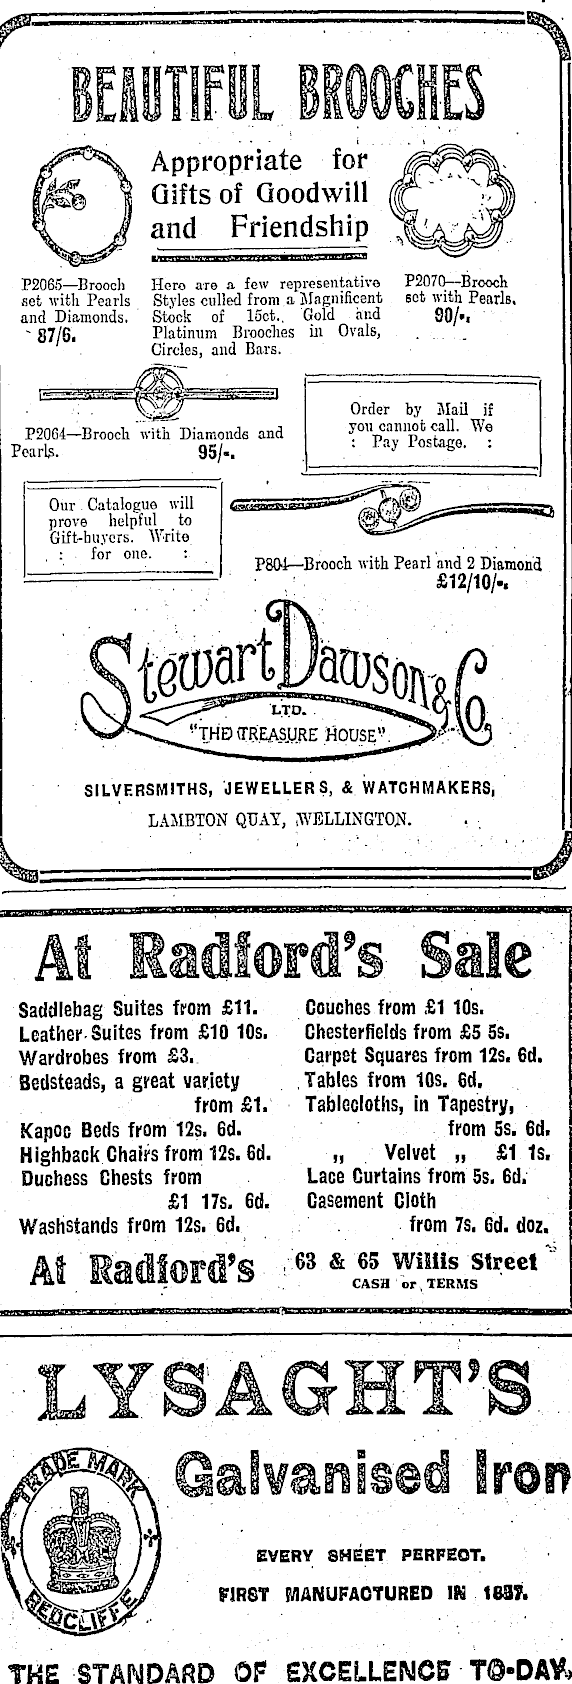 BEAUTIFUL BROOCHES
Appropriate for
Gifts of Goodwill
and Friendship
P2065—Brooch
set with Pearls
and Diamonds.
87/6.
Here are a few representative
Styles culled from a Magnificent
Stock of 15ct. Gold and
Platinum Brooches in Ovals,
Circles, and Bars.
P2070—Brooch
set with Pearls.
90/-.
P2064—Brooch with Diamonds and
Pearls. 95/-.
Order by Mail if
you cannot call. We
: Pay Postage. :
Our Catalogue will
prove helpful to
Gift-buyers. Write
: for one. :
P804—Brooch with Pearl and 2 Diamond
£12/10/-.
Stewart Dawson & Co.
LTD.
"THE TREASURE HOUSE"
SILVERSMITHS, JEWELLERS, & WATCHMAKERS,
LAMBTON QUAY, WELLINGTON.
At Radford's Sale
Saddlebag Suites from £11.
Leather Suites from £10 10s.
Wardrobes from £3.
Bedsteads, a great variety
from £1.
Kapoc Beds from 12s. 6d.
Highback Chairs from 12s. 6d.
Duchess Chests from
£1 17s. 6d.
Washstands from 12s. 6d.
Couches from £1 10s.
Chesterfields from £5 5s.
Carpet Squares from 12s. 6d.
Tables from 10s. 6d.
Tablecloths, in Tapestry,
from 5s. 6d.
„ Velvet „ £1 1s.
Lace Curtains from 5s. 6d.
Casement Cloth
from 7s. 6d. doz.
At Radford's
63 & 65 Willis Street
CASH or TERMS
LYSAGHT'S
TRADE MARK
REDCLIFFE
Galvanised Iron
EVERY SHEET PERFECT.
FIRST MANUFACTURED IN 1857.
THE STANDARD OF EXCELLENCE TO-DAY.